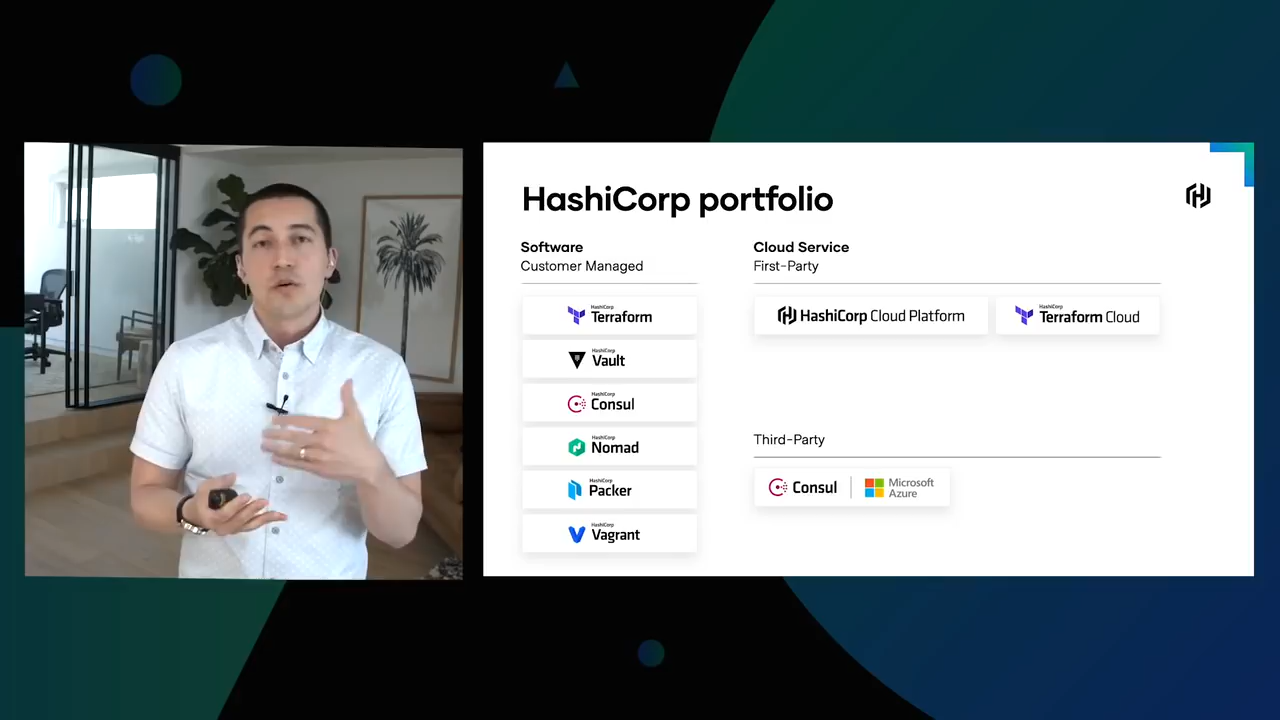 HashiCorp portfolio
Software
Customer Managed
HashiCorp
Terraform
HashiCorp
Vault
HashiCorp
Consul
HashiCorp
Nomad
HashiCorp
Packer
HashiCorp
Vagrant
Cloud Service
First-Party
HashiCorp Cloud Platform
HashiCorp
Terraform Cloud
Third-Party
Consul
Microsoft
Azure